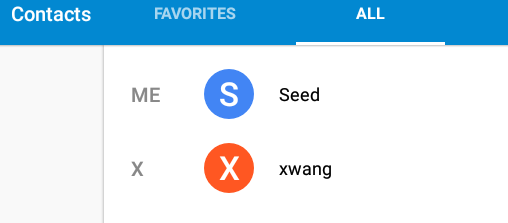 Contacts FAVORITES ALL
ME S Seed
X X xwang